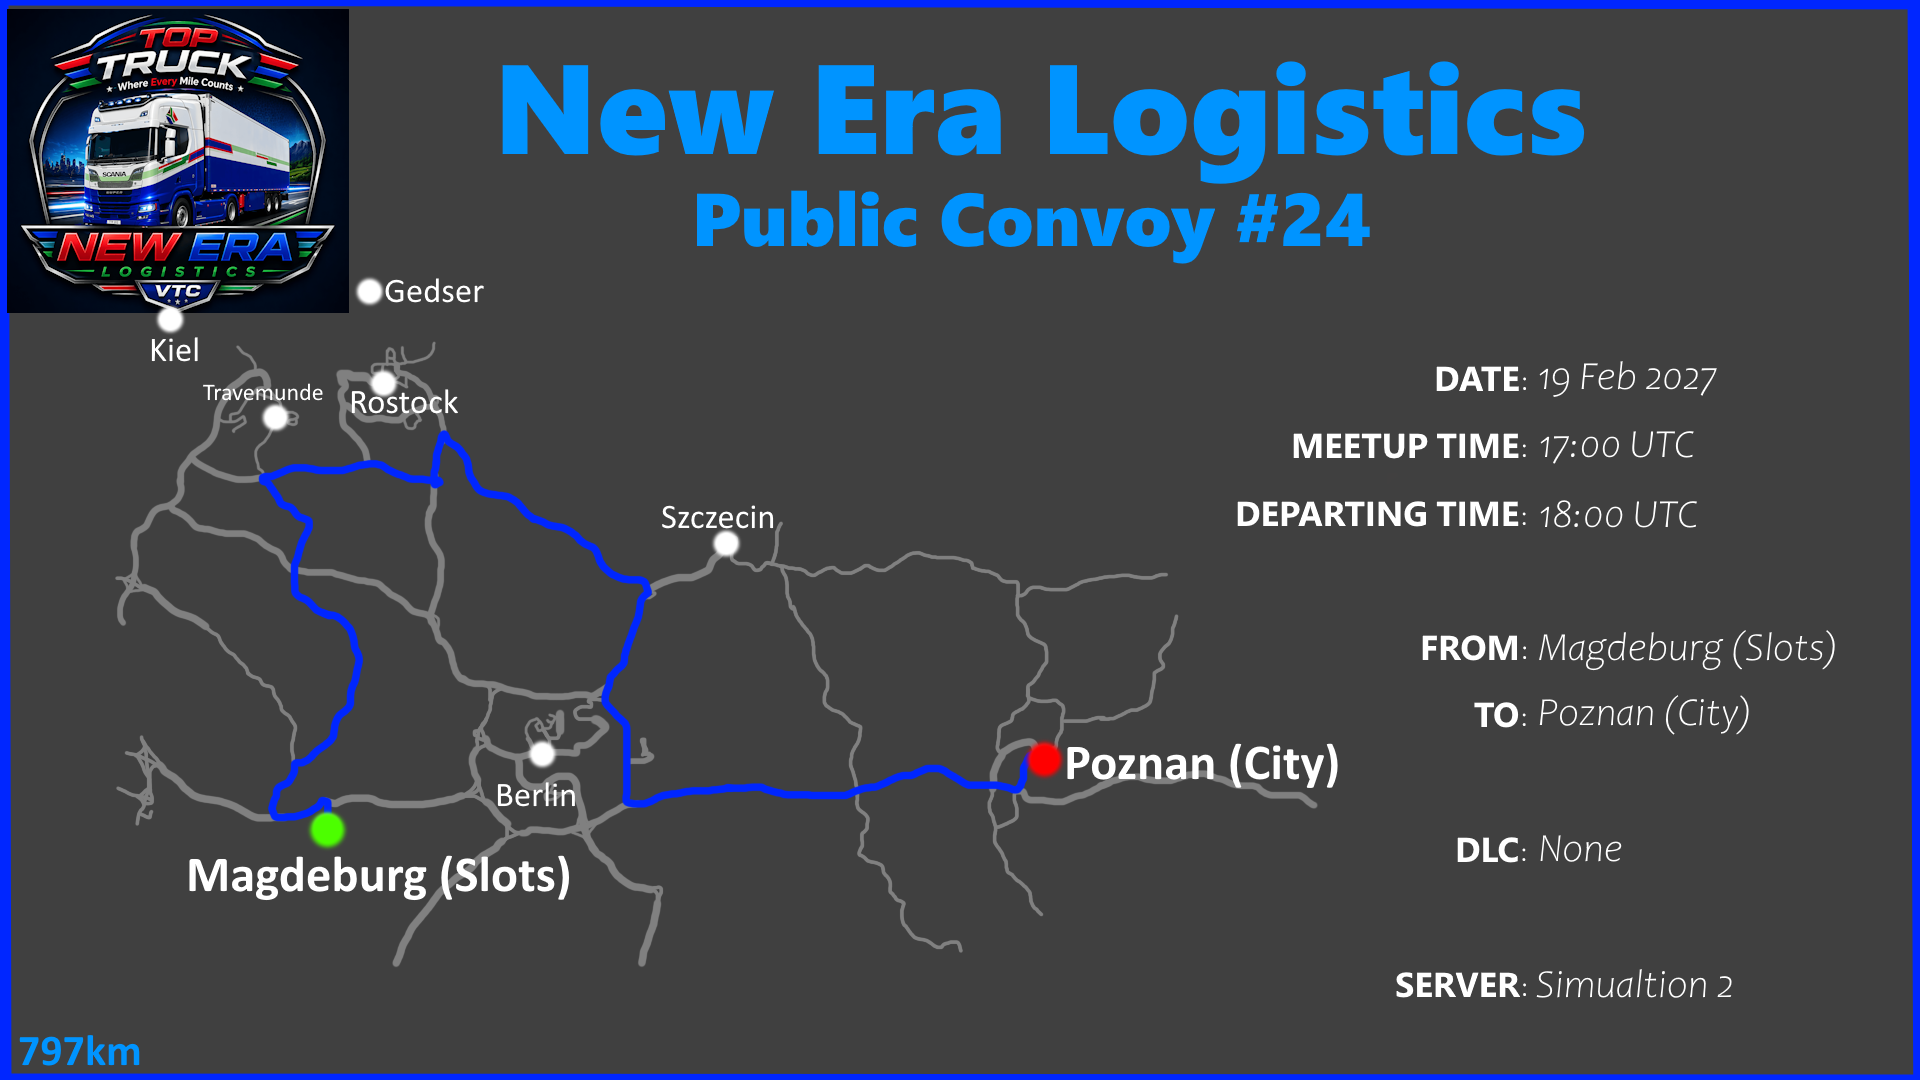 TOP
TRUCK
Where Every Mile Counts
SCANIA
NEW ERA
LOGISTICS
VTC
New Era Logistics
Public Convoy #24
Gedser
Kiel
Travemunde
Rostock
Szczecin
Berlin
Poznan (City)
Magdeburg (Slots)
DATE: 19 Feb 2027
MEETUP TIME: 17:00 UTC
DEPARTING TIME: 18:00 UTC
FROM: Magdeburg (Slots)
TO: Poznan (City)
DLC: None
SERVER: Simualtion 2
797km